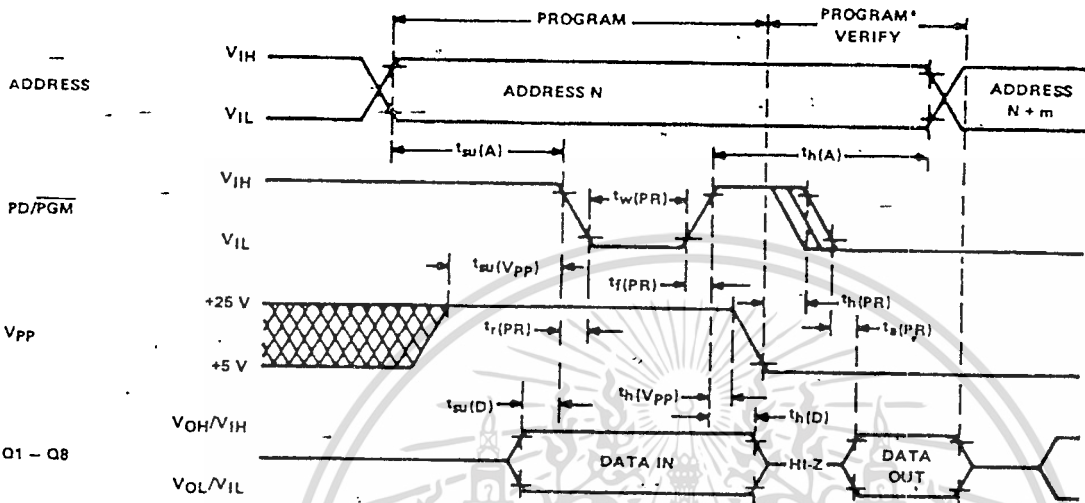 PROGRAM
PROGRAM*
VERIFY
VIH
ADDRESS
ADDRESS N
ADDRESS
N + m
VIL
tsu(A)
th(A)
VIH
PD/PGM
tw(PR)
VIL
tsu(VPP)
tf(PR)
th(PR)
+25 V
VPP
tr(PR)
ta(PR)
+5 V
th(VPP)
tsu(D)
th(D)
VOH/VIH
Q1 – Q8
DATA IN
HI-Z
DATA
OUT
VOL/VIL